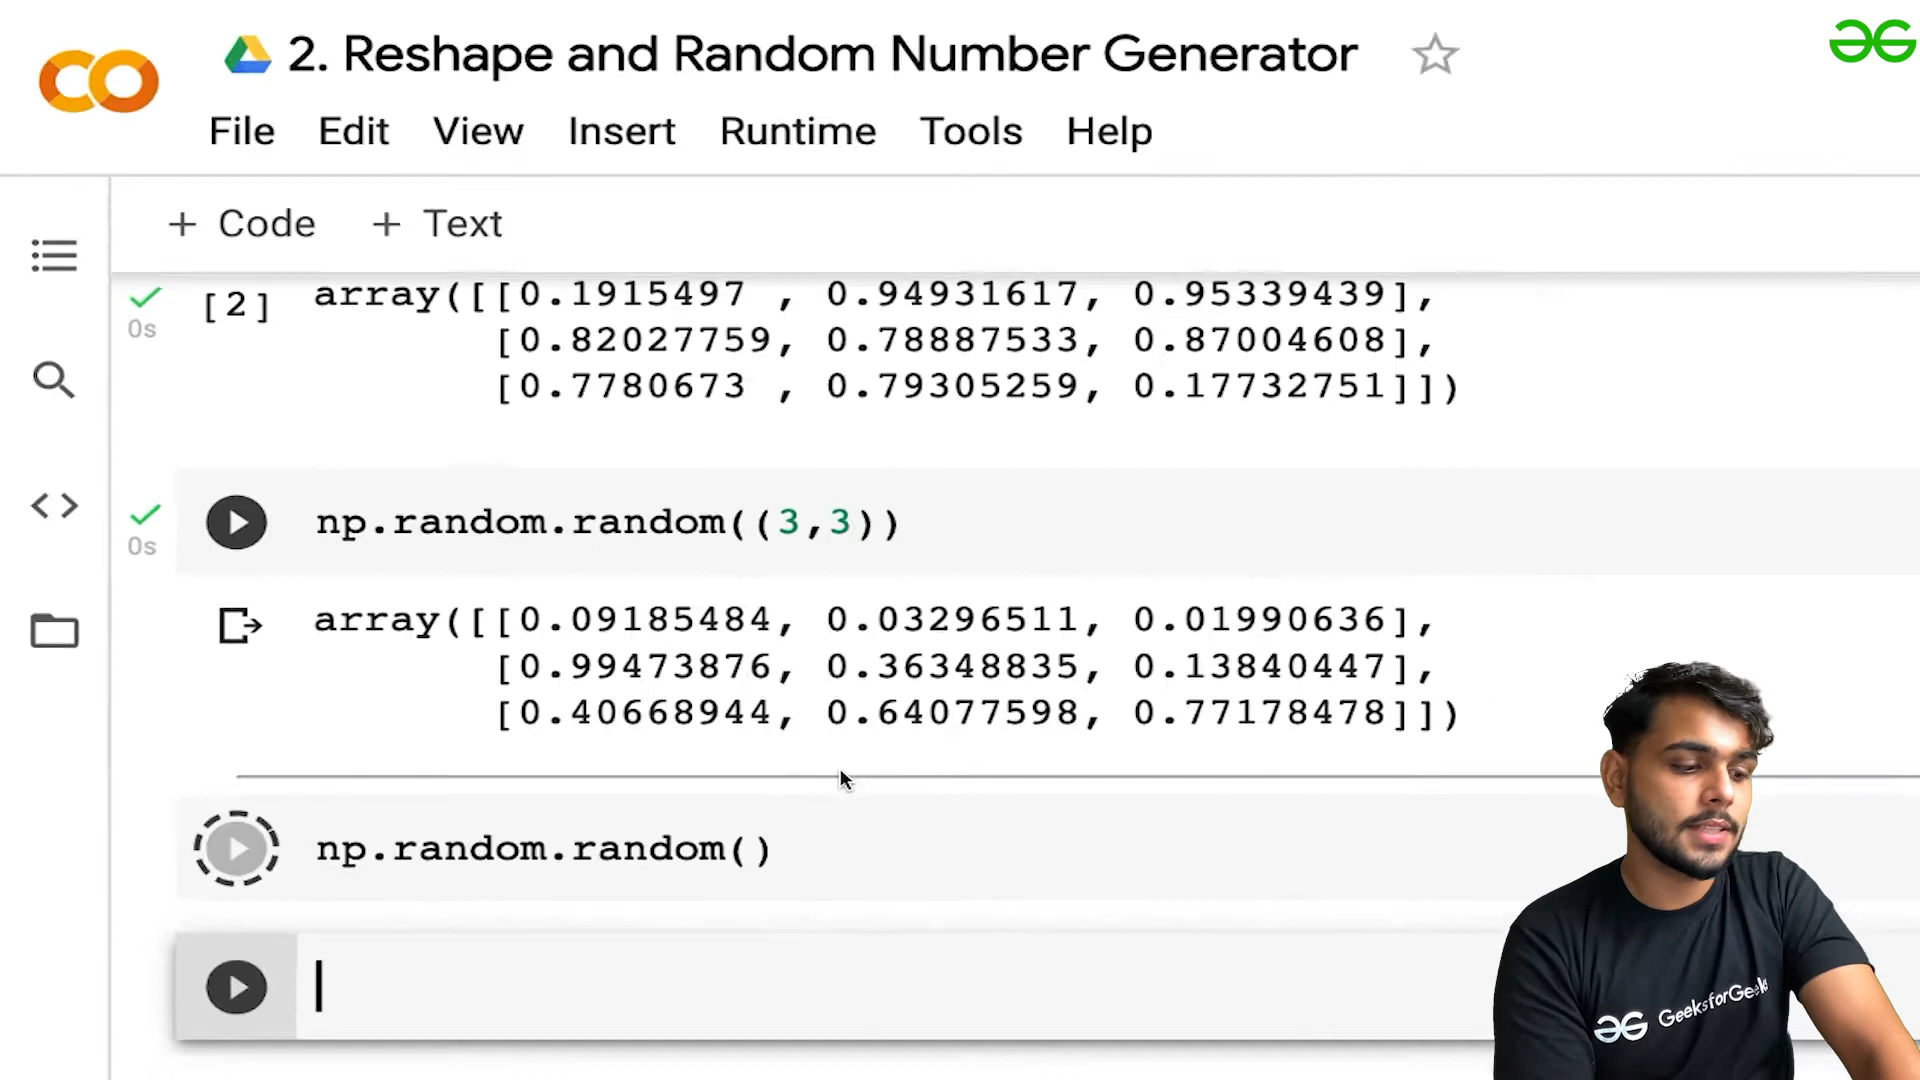 2. Reshape and Random Number Generator
File Edit View Insert Runtime Tools Help
+ Code + Text
0s
[2]
array([[0.1915497 , 0.94931617, 0.95339439],
[0.82027759, 0.78887533, 0.87004608],
[0.7780673 , 0.79305259, 0.17732751]])
0s
np.random.random((3,3))
array([[0.09185484, 0.03296511, 0.01990636],
[0.99473876, 0.36348835, 0.13840447],
[0.40668944, 0.64077598, 0.77178478]])
np.random.random()
GeeksforGeeks